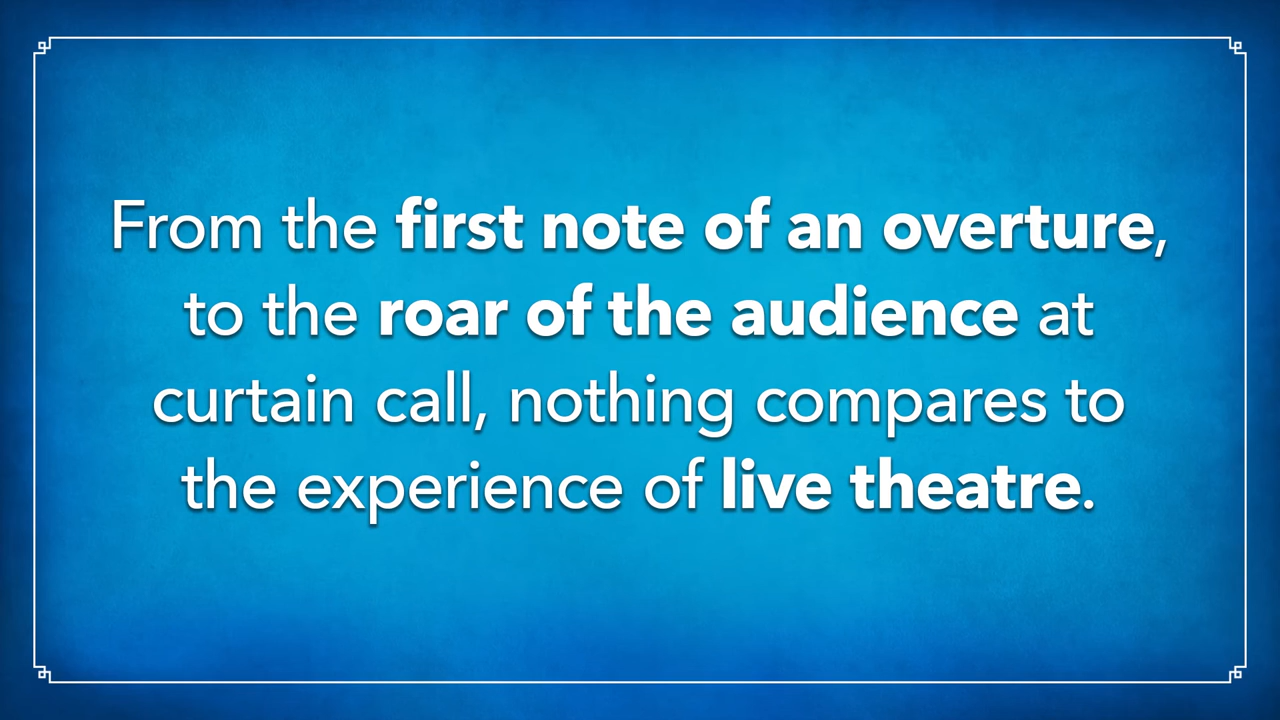 From the first note of an overture,
to the roar of the audience at
curtain call, nothing compares to
the experience of live theatre.